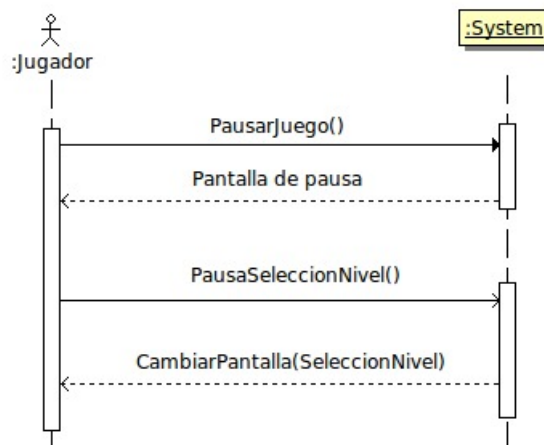 :Jugador
:System
PausarJuego()
Pantalla de pausa
PausaSeleccionNivel()
CambiarPantalla(SeleccionNivel)